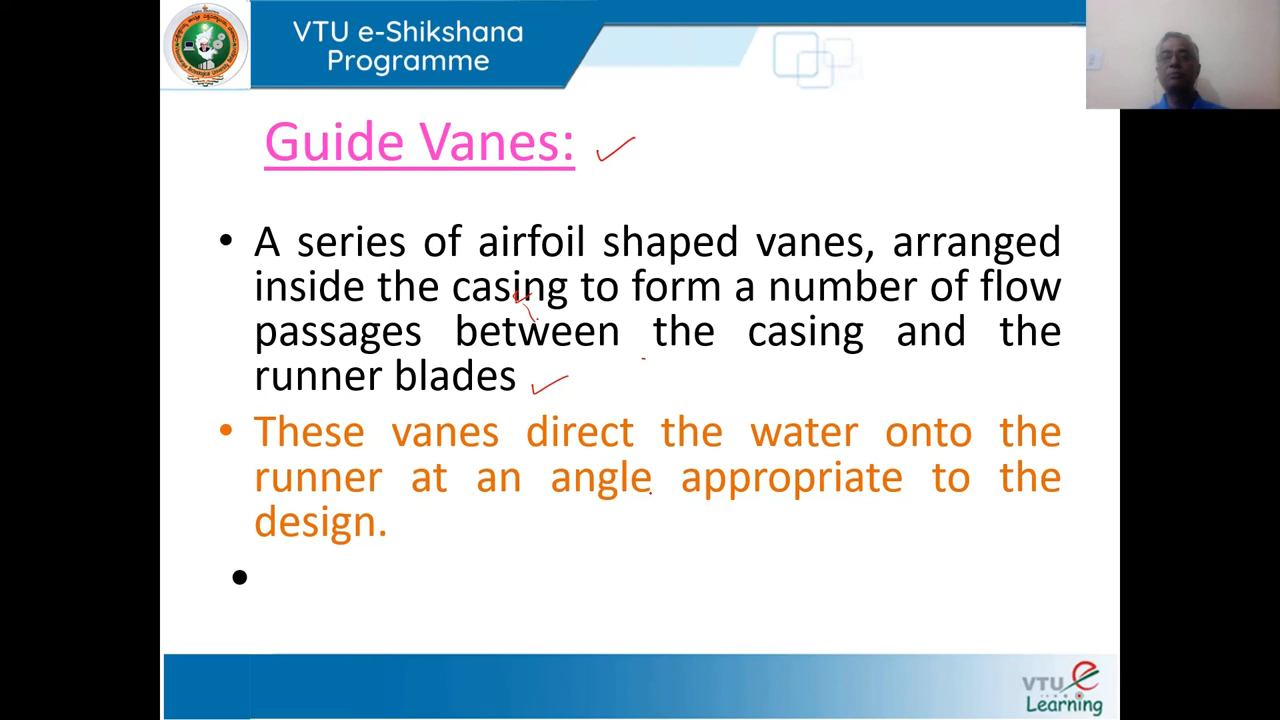 VTU e-Shikshana
Programme
Guide Vanes:
• A series of airfoil shaped vanes, arranged
inside the casing to form a number of flow
passages between the casing and the
runner blades
• These vanes direct the water onto the
runner at an angle appropriate to the
design.
•
VTU e
Learning